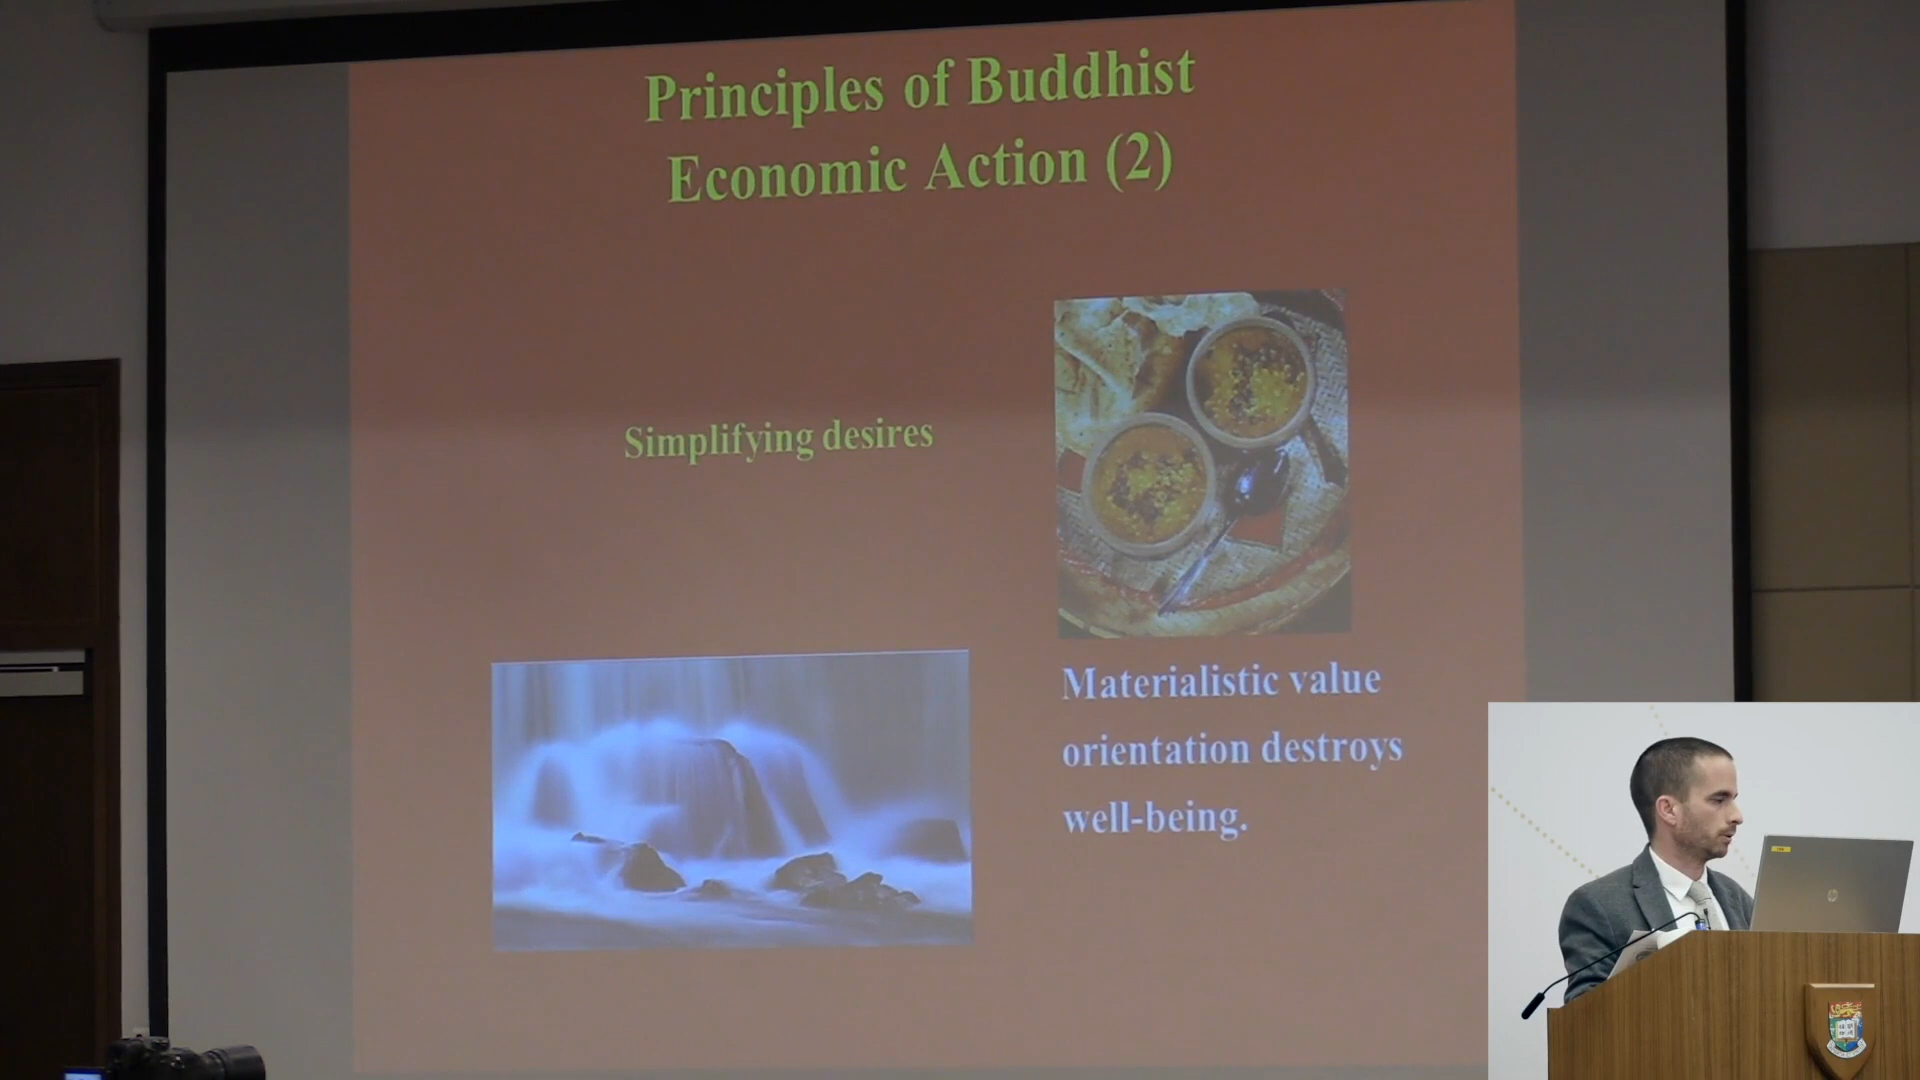 Principles of Buddhist
Economic Action (2)
Simplifying desires
Materialistic value
orientation destroys
well-being.